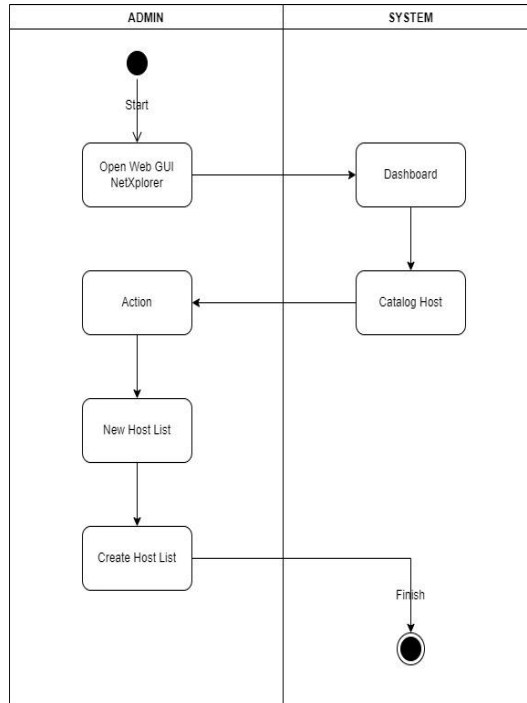 ADMIN
SYSTEM
Start
Open Web GUI
NetXplorer
Dashboard
Action
Catalog Host
New Host List
Create Host List
Finish